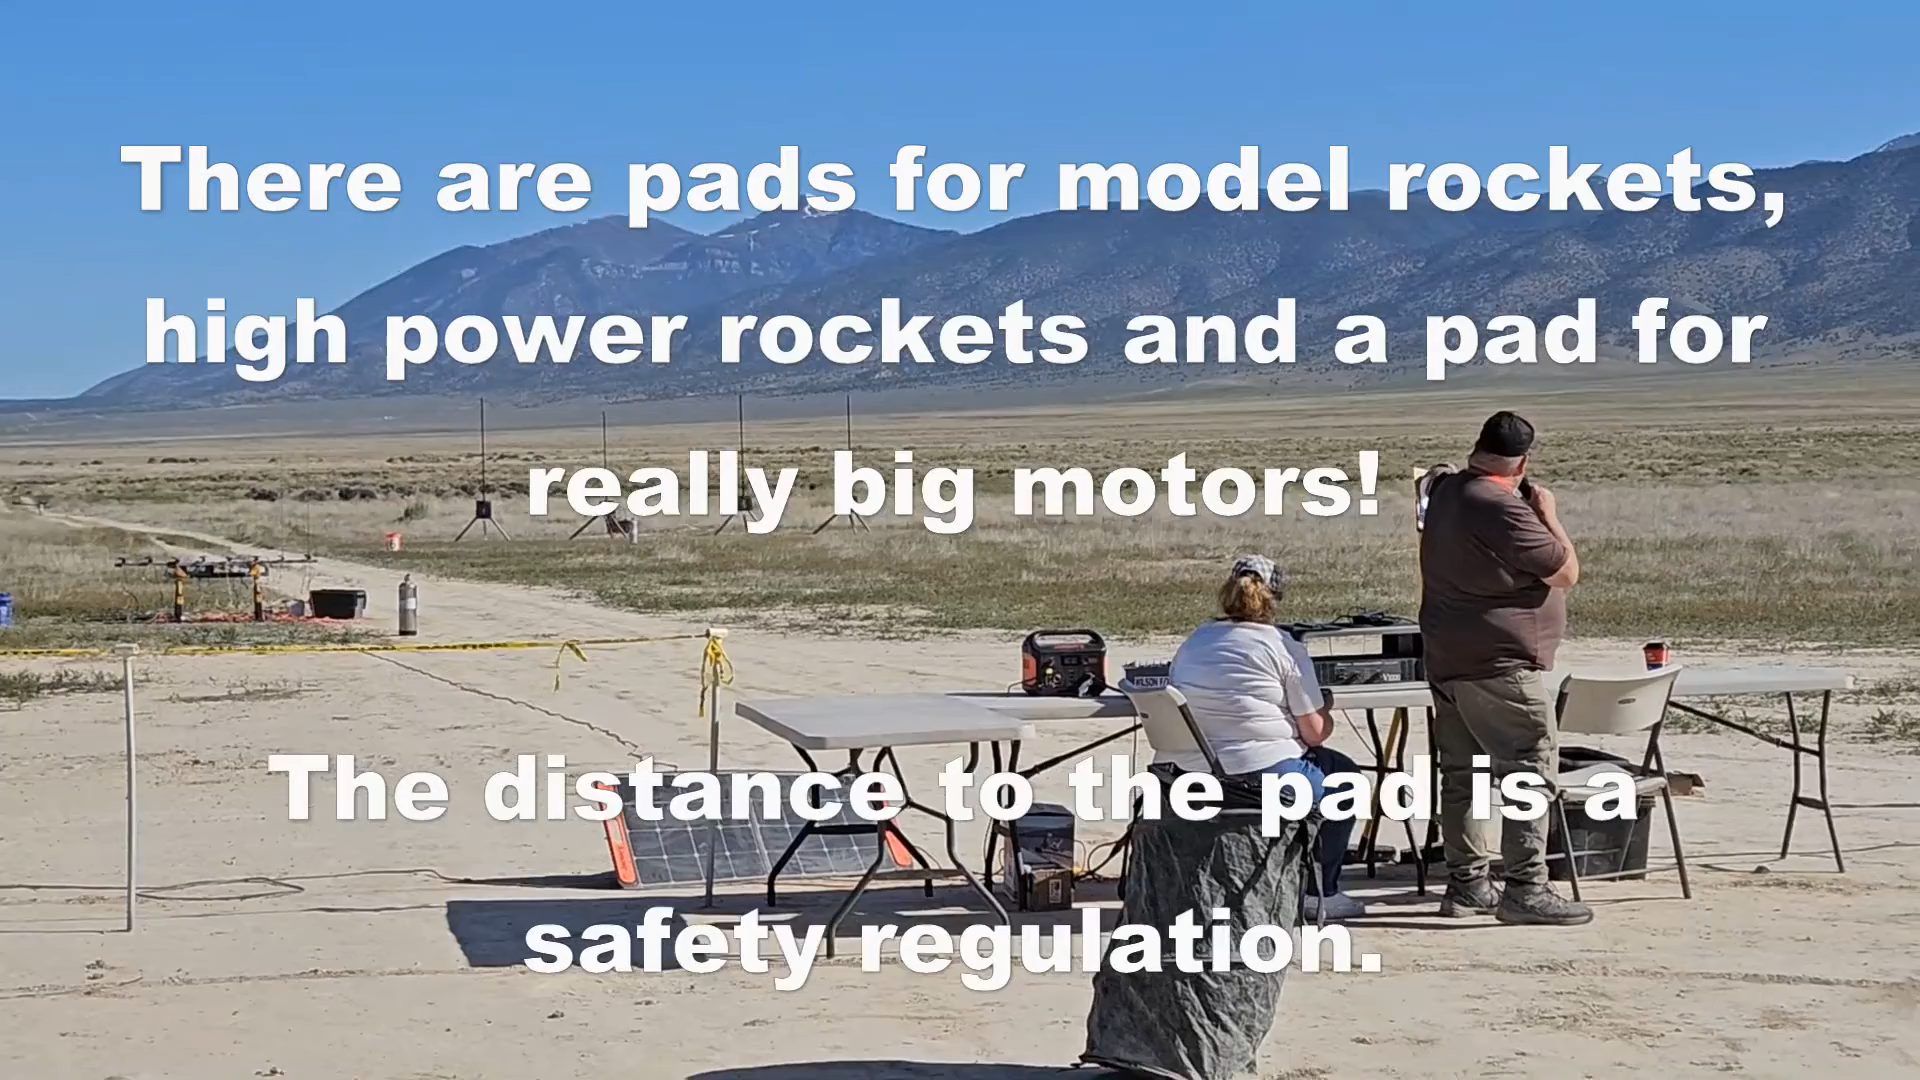 There are pads for model rockets,
high power rockets and a pad for
really big motors!
The distance to the pad is a
safety regulation.